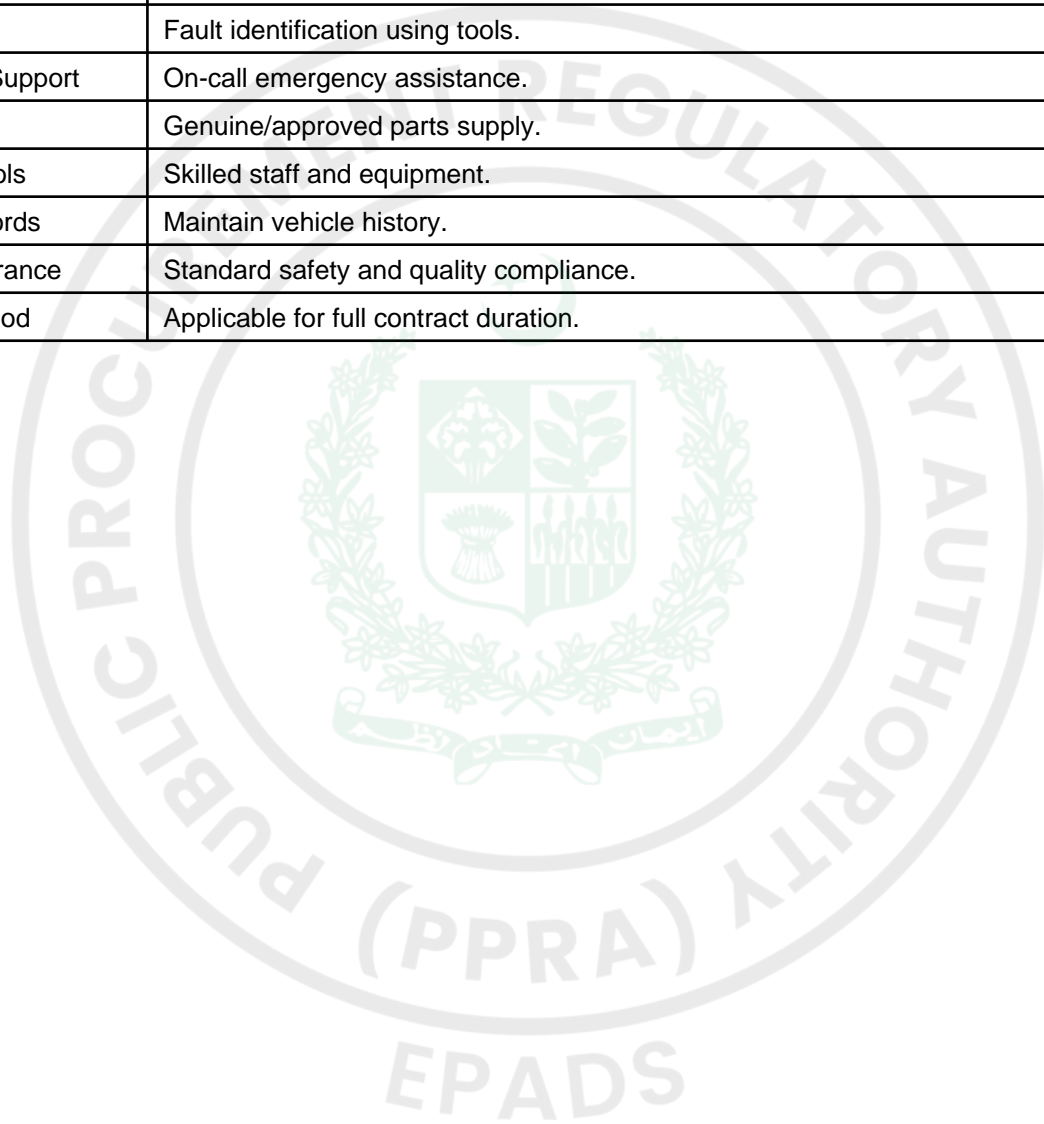 Fault identification using tools.
Support On-call emergency assistance.
Genuine/approved parts supply.
ols Skilled staff and equipment.
ords Maintain vehicle history.
rance Standard safety and quality compliance.
od Applicable for full contract duration.
PUBLIC PROCUREMENT REGULATORY AUTHORITY
(PPRA)
EPADS